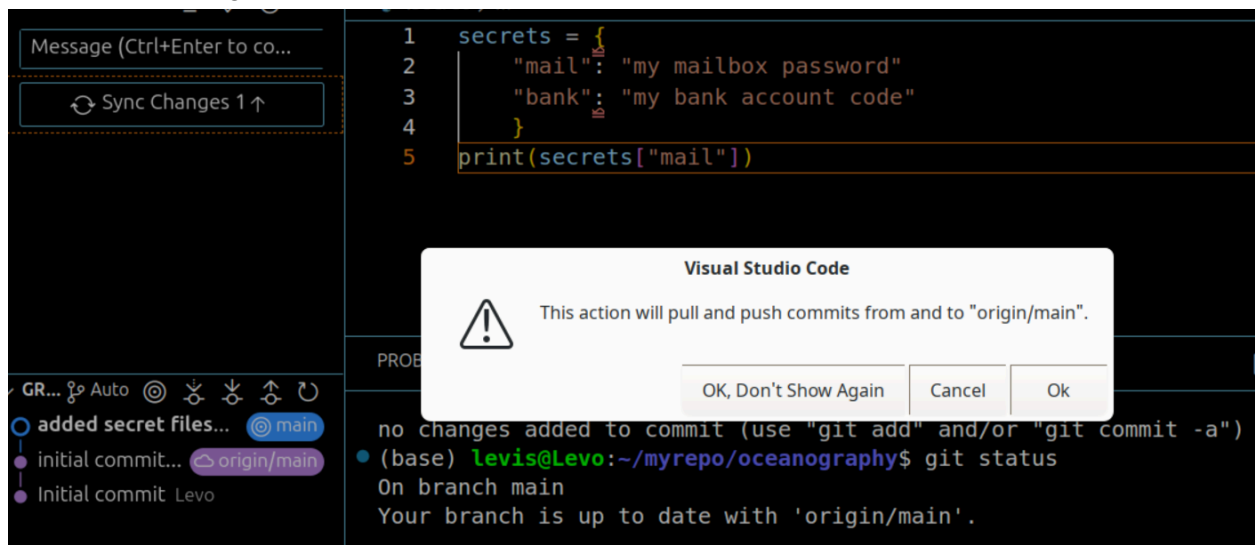 Message (Ctrl+Enter to co...
Sync Changes 1↑
1 secrets = {
2 "mail": "my mailbox password"
3 "bank": "my bank account code"
4 }
5 print(secrets["mail"])
Visual Studio Code
This action will pull and push commits from and to "origin/main".
OK, Don't Show Again Cancel Ok
PROB
GR... Auto
added secret files... main
initial commit... origin/main
Initial commit Levo
no changes added to commit (use "git add" and/or "git commit -a")
(base) levis@Levo:~/myrepo/oceanography$ git status
On branch main
Your branch is up to date with 'origin/main'.